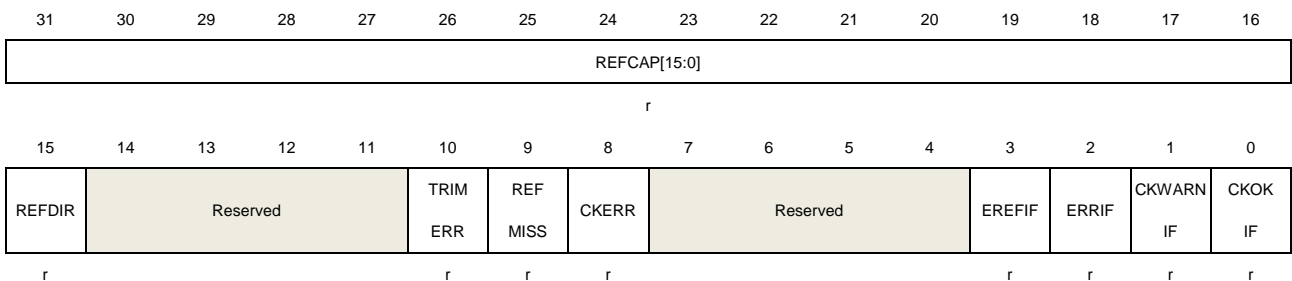 31 30 29 28 27 26 25 24 23 22 21 20 19 18 17 16
REFCAP[15:0]
r
15 14 13 12 11 10 9 8 7 6 5 4 3 2 1 0
REFDIR Reserved TRIM ERR REF MISS CKERR Reserved EREFIF ERRIF CKWARN IF CKOK IF
r r r r r r r r